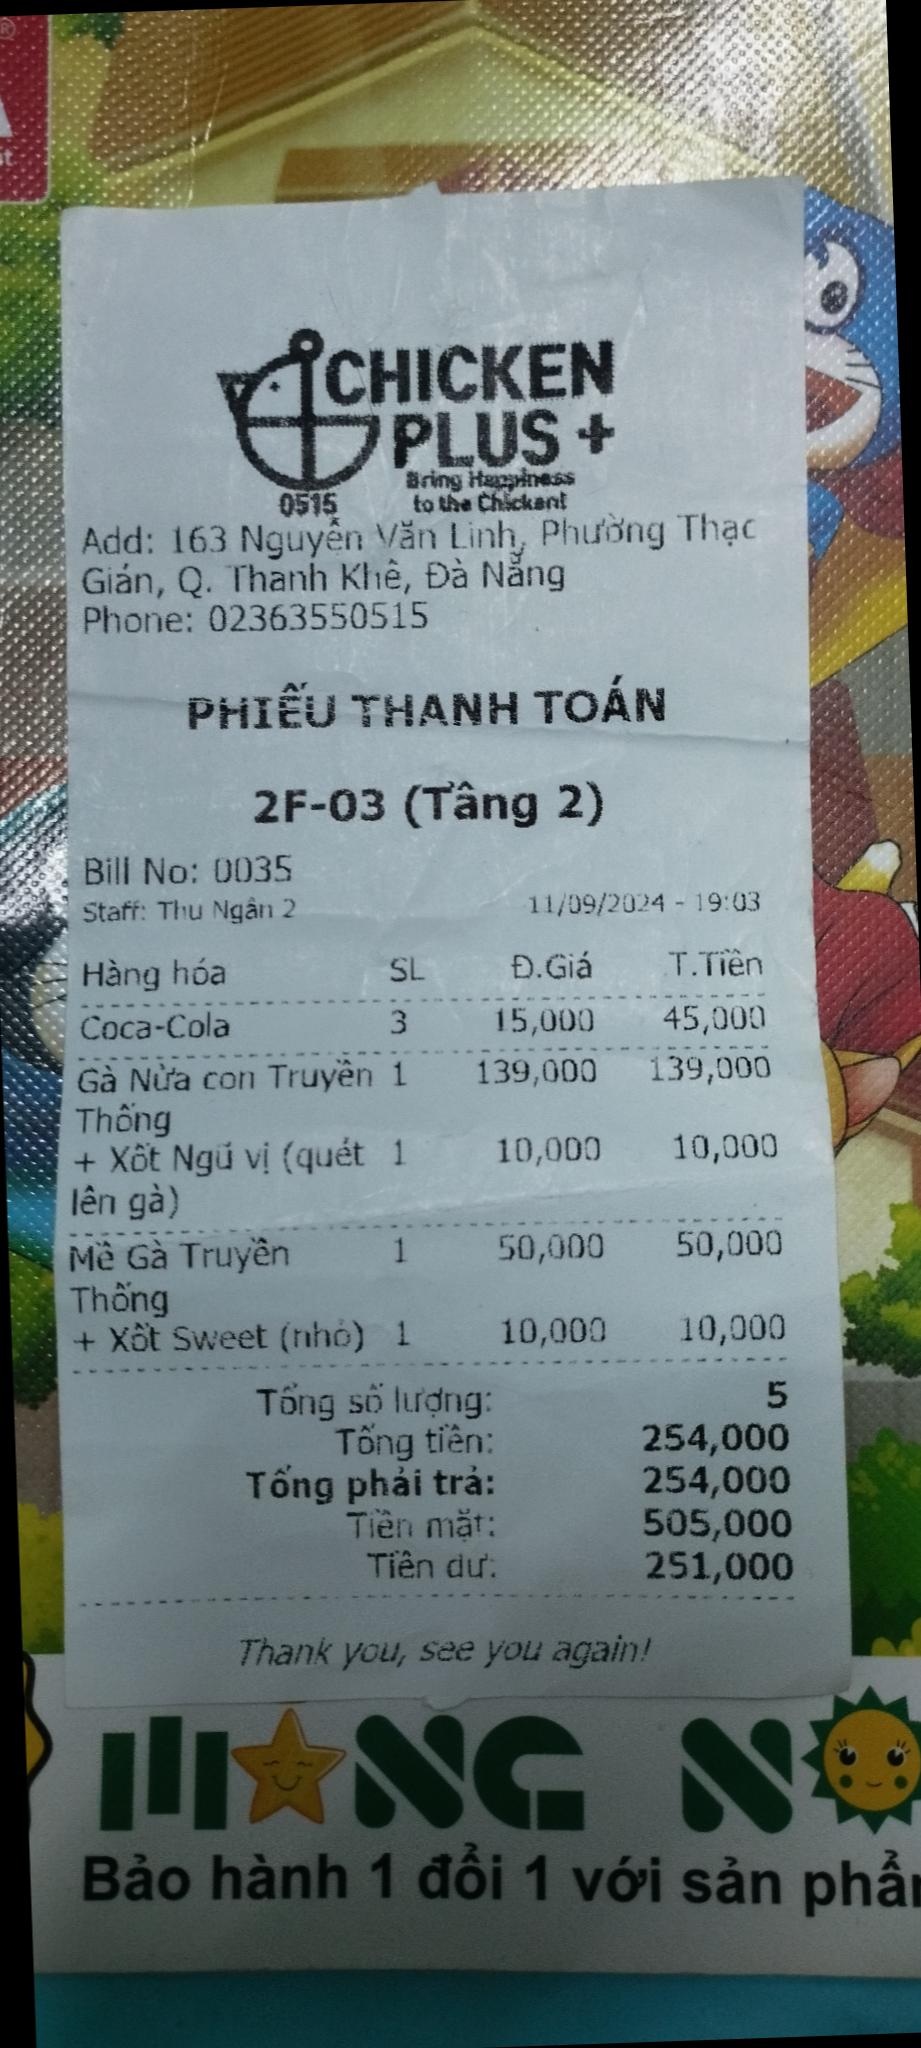 ®
st
CHICKEN
PLUS +
Bring Happiness
to the Chicken!
0515
Add: 163 Nguyễn Văn Linh, Phường Thạc
Gián, Q. Thanh Khê, Đà Nẵng
Phone: 02363550515
PHIẾU THANH TOÁN
2F-03 (Tầng 2)
Bill No: 0035
Staff: Thu Ngân 2 11/09/2024 - 19:03
Hàng hóa SL Đ.Giá T.Tiền
Coca-Cola 3 15,000 45,000
Gà Nửa con Truyền 1 139,000 139,000
Thống
+ Xốt Ngũ vị (quét 1 10,000 10,000
lên gà)
Mề Gà Truyền 1 50,000 50,000
Thống
+ Xốt Sweet (nhỏ) 1 10,000 10,000
Tổng số lượng: 5
Tổng tiền: 254,000
Tổng phải trả: 254,000
Tiền mặt: 505,000
Tiền dư: 251,000
Thank you, see you again!
Bảo hành 1 đổi 1 với sản